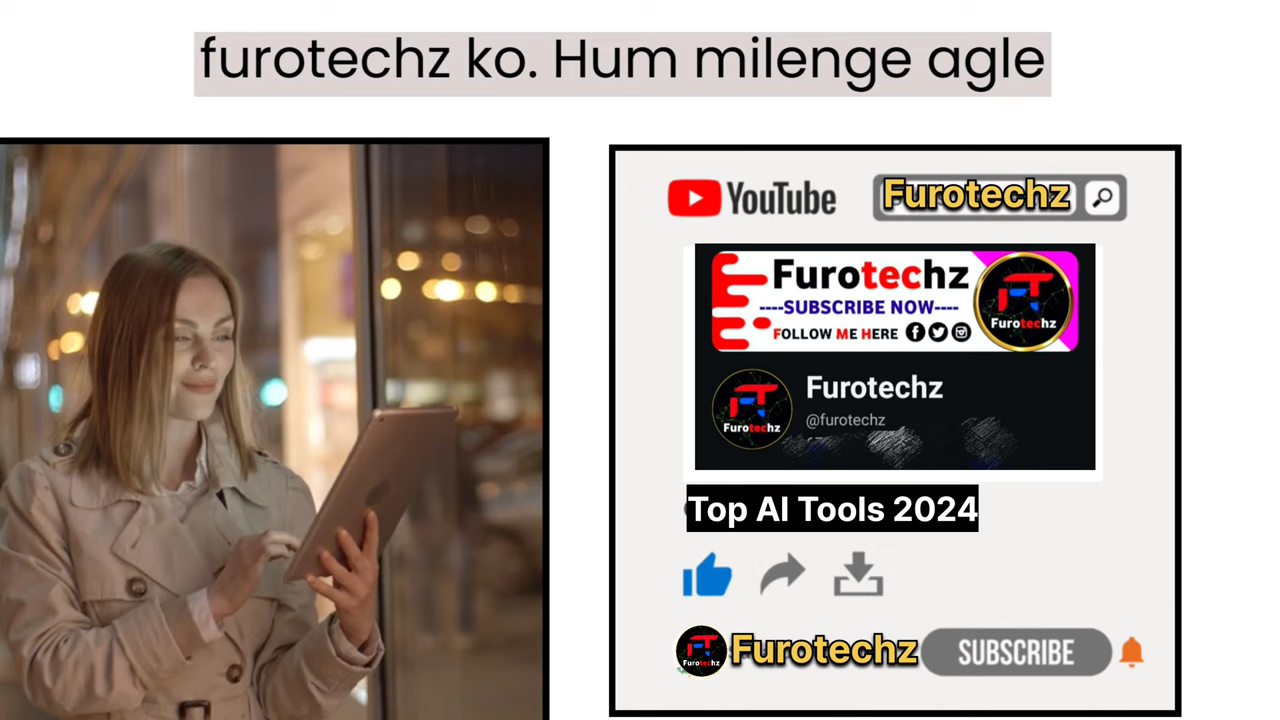 furotechz ko. Hum milenge agle
YouTube
Furotechz
Furotechz
----SUBSCRIBE NOW----
FOLLOW ME HERE
Furotechz
Furotechz
@furotechz
Furotechz
Top AI Tools 2024
Furotechz
Furotechz
SUBSCRIBE